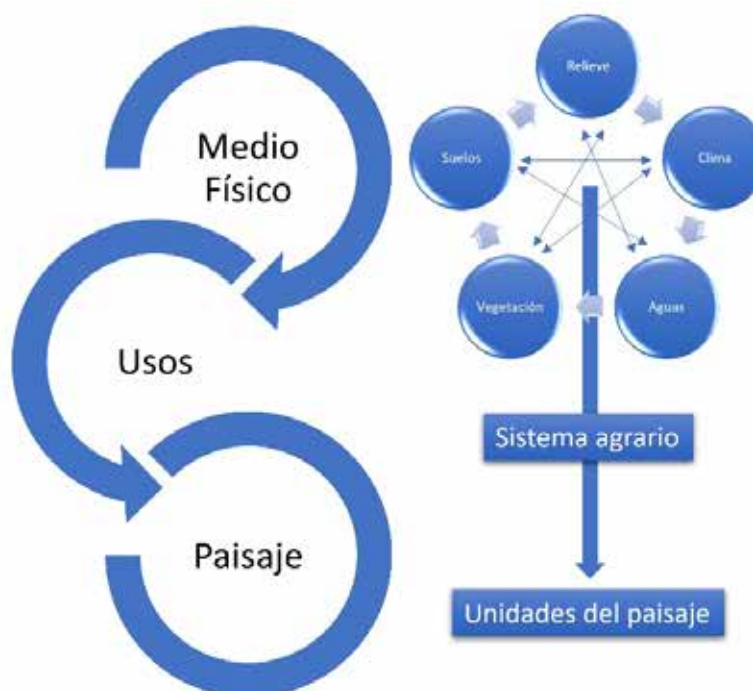 Medio
Físico
Usos
Paisaje
Relieve
Clima
Aguas
Vegetación
Suelos
Sistema agrario
Unidades del paisaje